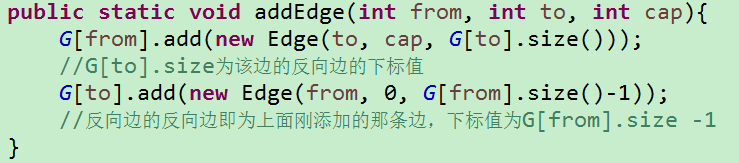 public static void addEdge(int from, int to, int cap){
G[from].add(new Edge(to, cap, G[to].size()));
//G[to].size为该边的反向边的下标值
G[to].add(new Edge(from, 0, G[from].size()-1));
//反向边的反向边即为上面刚添加的那条边，下标值为G[from].size -1
}